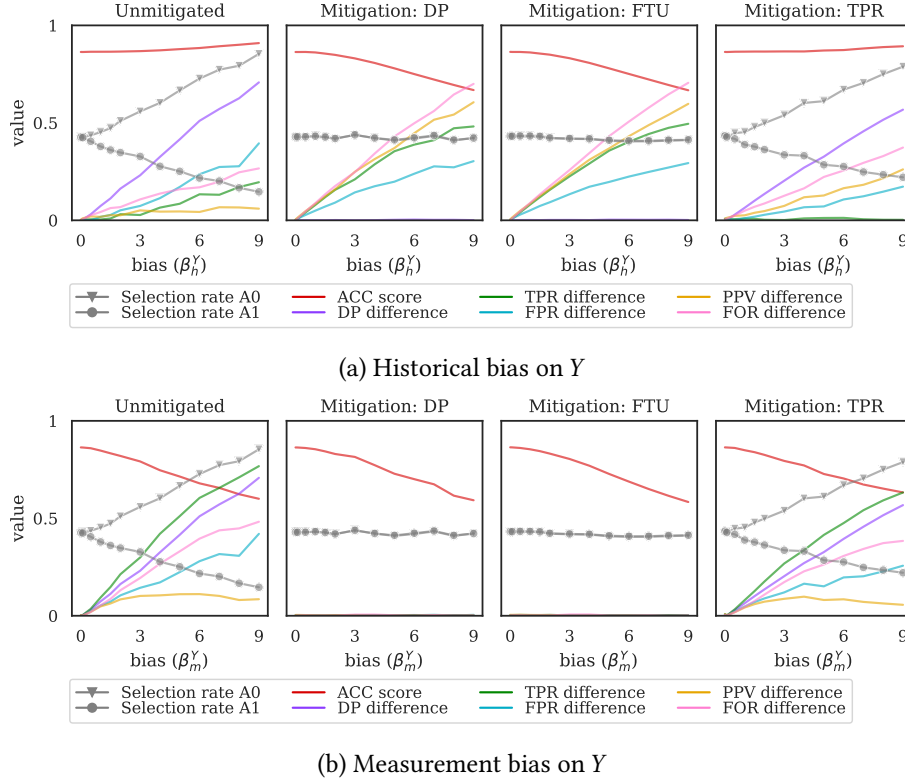 Unmitigated Mitigation: DP Mitigation: FTU Mitigation: TPR
1
0.5
0
value
0 3 6 9 0 3 6 9 0 3 6 9 0 3 6 9
bias (β_h^Y) bias (β_h^Y) bias (β_h^Y) bias (β_h^Y)
Selection rate A0 ACC score TPR difference PPV difference
Selection rate A1 DP difference FPR difference FOR difference
(a) Historical bias on Y
Unmitigated Mitigation: DP Mitigation: FTU Mitigation: TPR
1
0.5
0
value
0 3 6 9 0 3 6 9 0 3 6 9 0 3 6 9
bias (β_m^Y) bias (β_m^Y) bias (β_m^Y) bias (β_m^Y)
Selection rate A0 ACC score TPR difference PPV difference
Selection rate A1 DP difference FPR difference FOR difference
(b) Measurement bias on Y